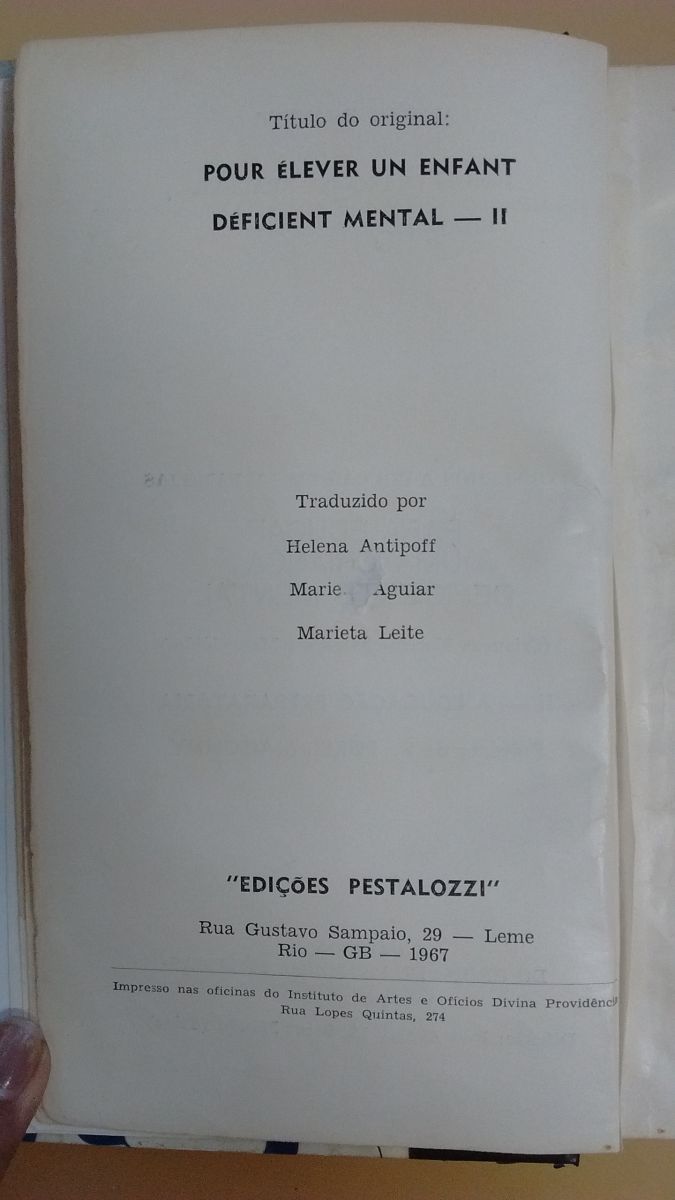 Título do original:
POUR ÉLEVER UN ENFANT
DÉFICIENT MENTAL — II
Traduzido por
Helena Antipoff
Marie Aguiar
Marieta Leite
"EDIÇÕES PESTALOZZI"
Rua Gustavo Sampaio, 29 — Leme
Rio — GB — 1967
Impresso nas oficinas do Instituto de Artes e Ofícios Divina Providênc
Rua Lopes Quintas, 274